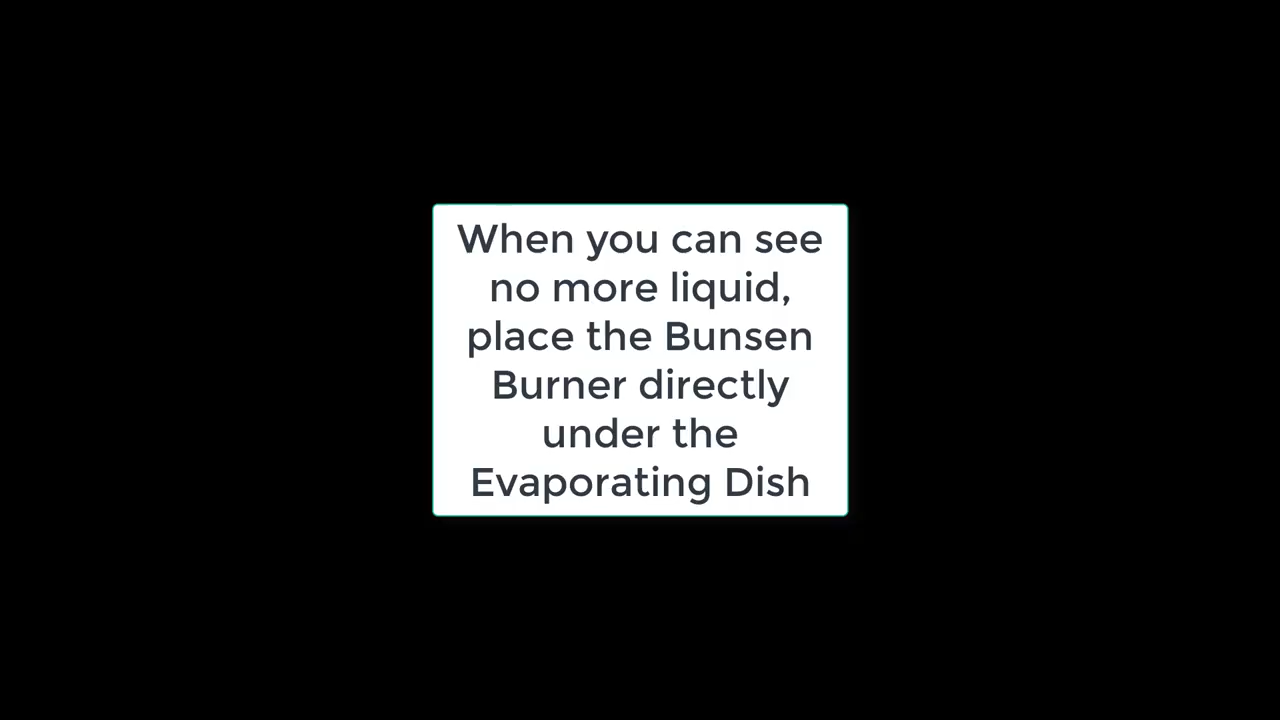 When you can see
no more liquid,
place the Bunsen
Burner directly
under the
Evaporating Dish